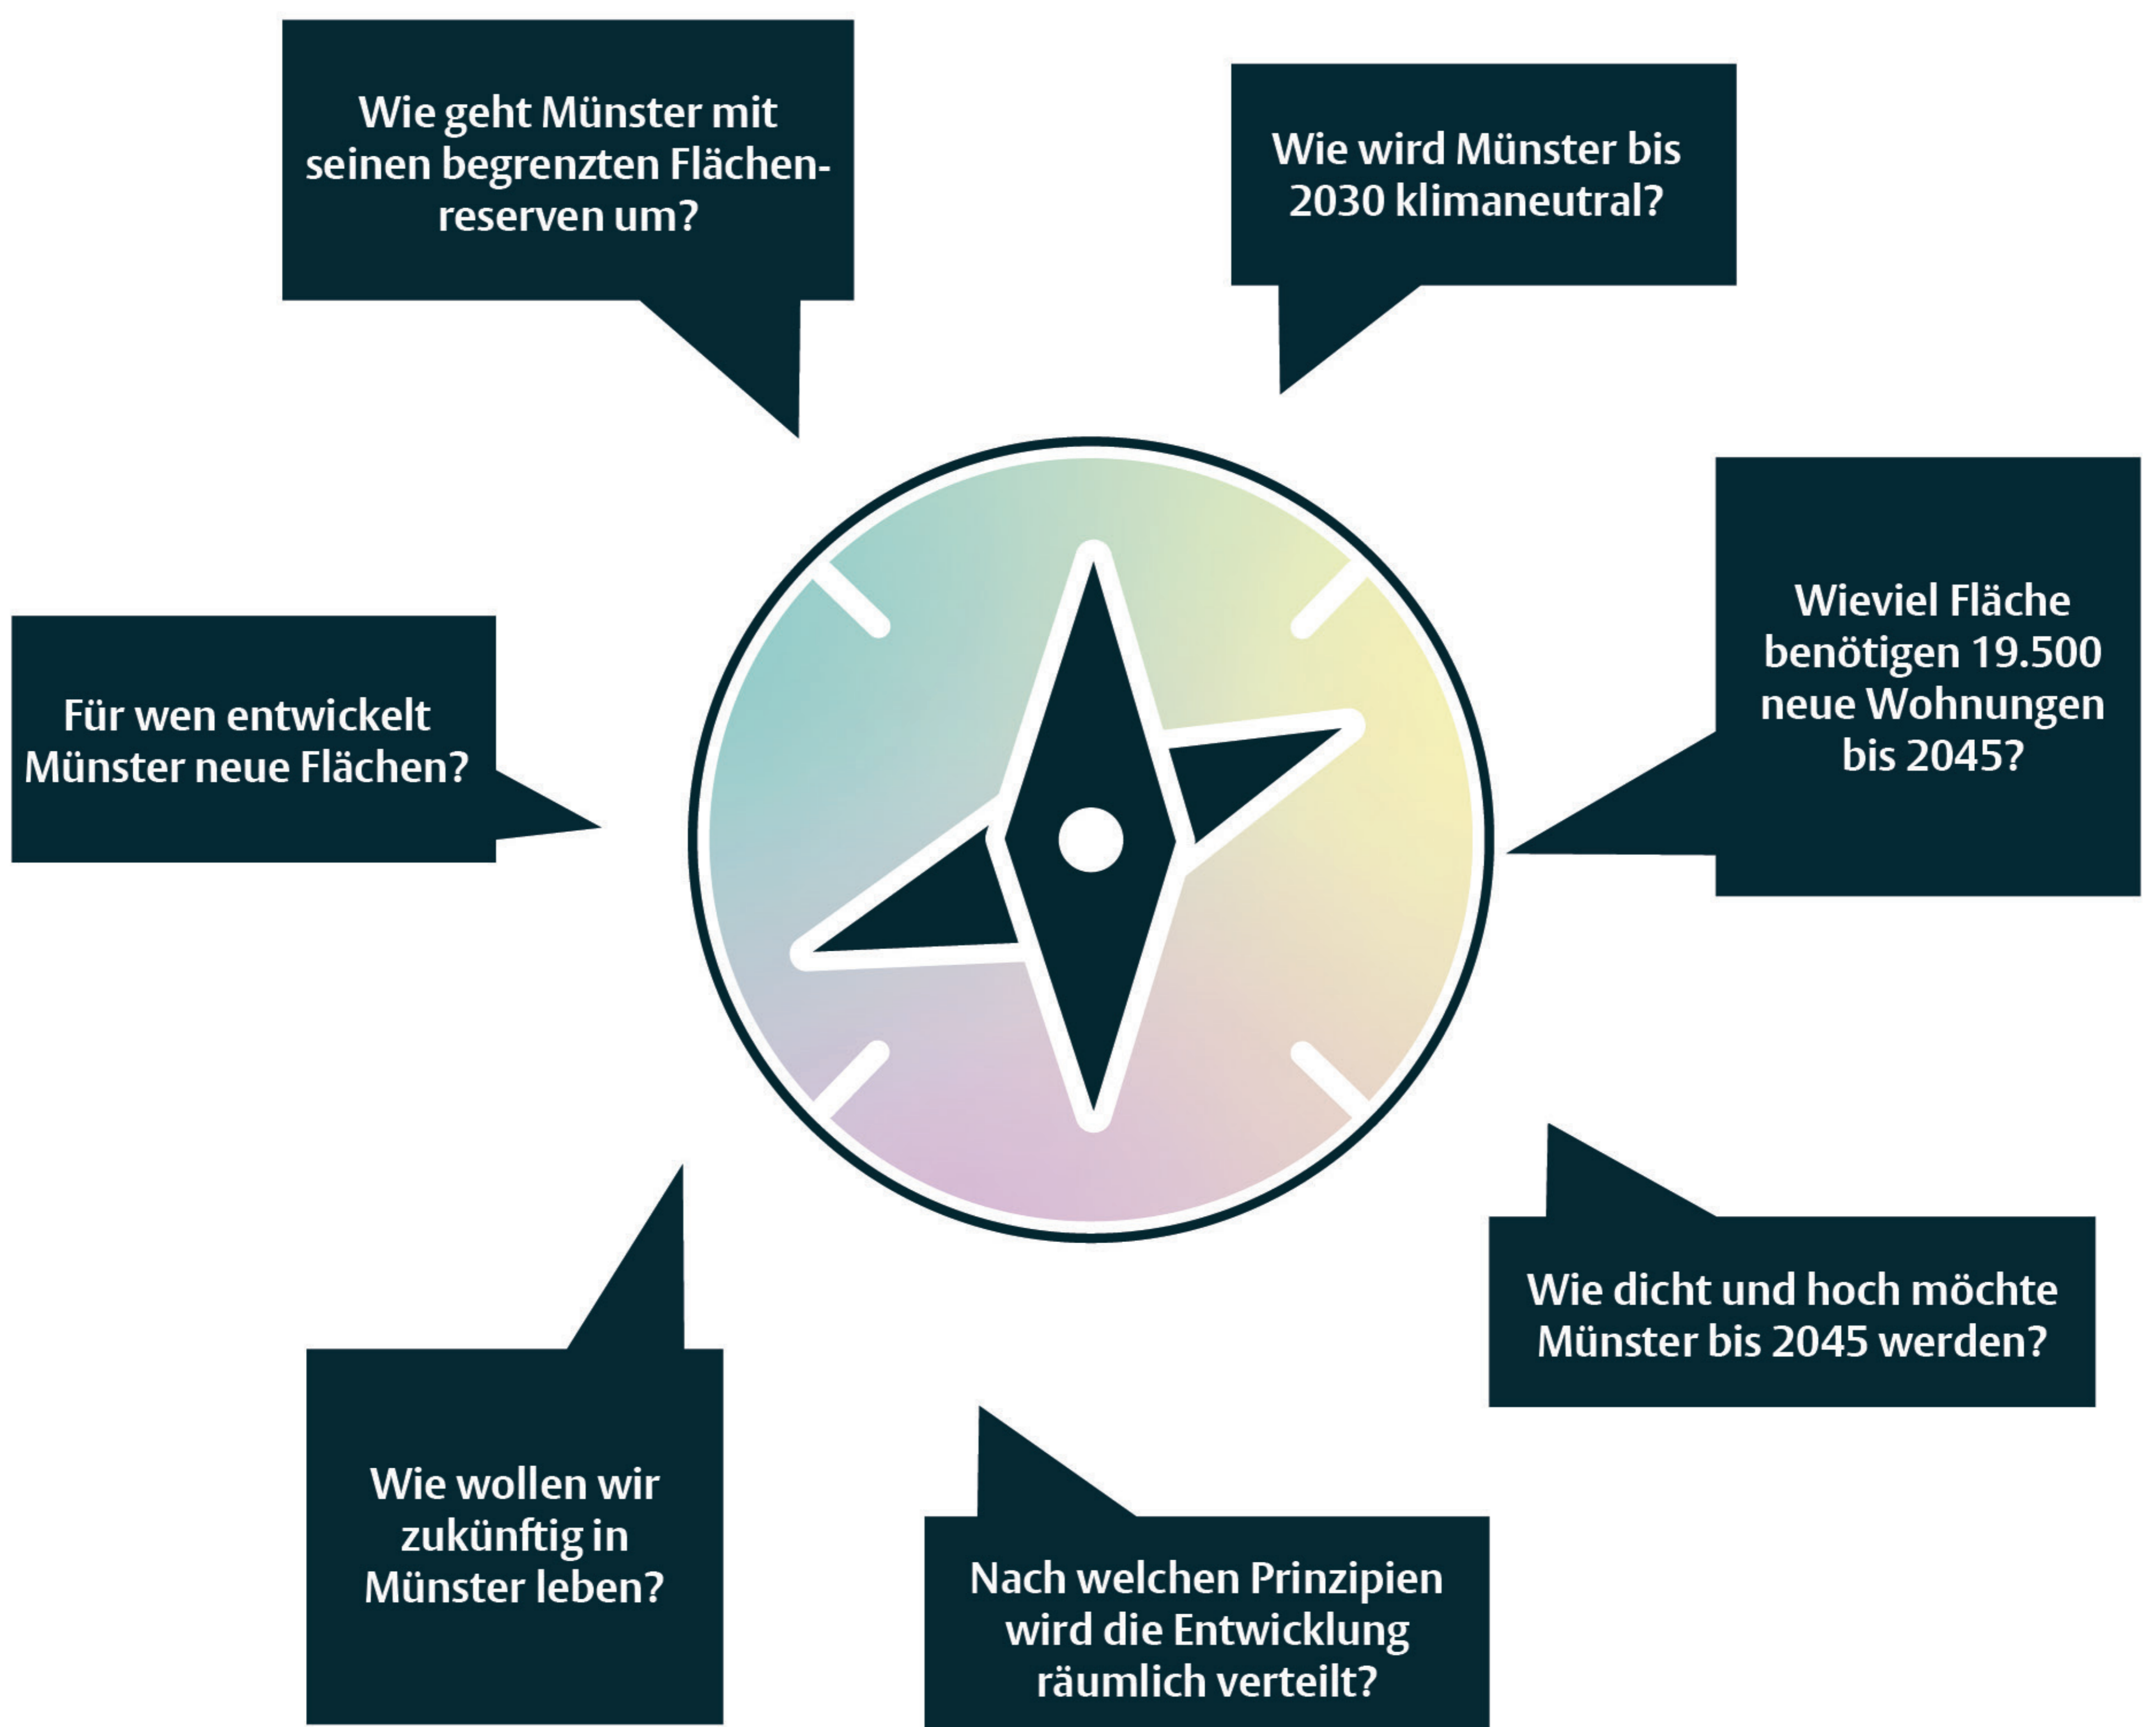 Wie geht Münster mit
seinen begrenzten Flächen-
reserven um?
Wie wird Münster bis
2030 klimaneutral?
Wieviel Fläche
benötigen 19.500
neue Wohnungen
bis 2045?
Für wen entwickelt
Münster neue Flächen?
Wie dicht und hoch möchte
Münster bis 2045 werden?
Wie wollen wir
zukünftig in
Münster leben?
Nach welchen Prinzipien
wird die Entwicklung
räumlich verteilt?